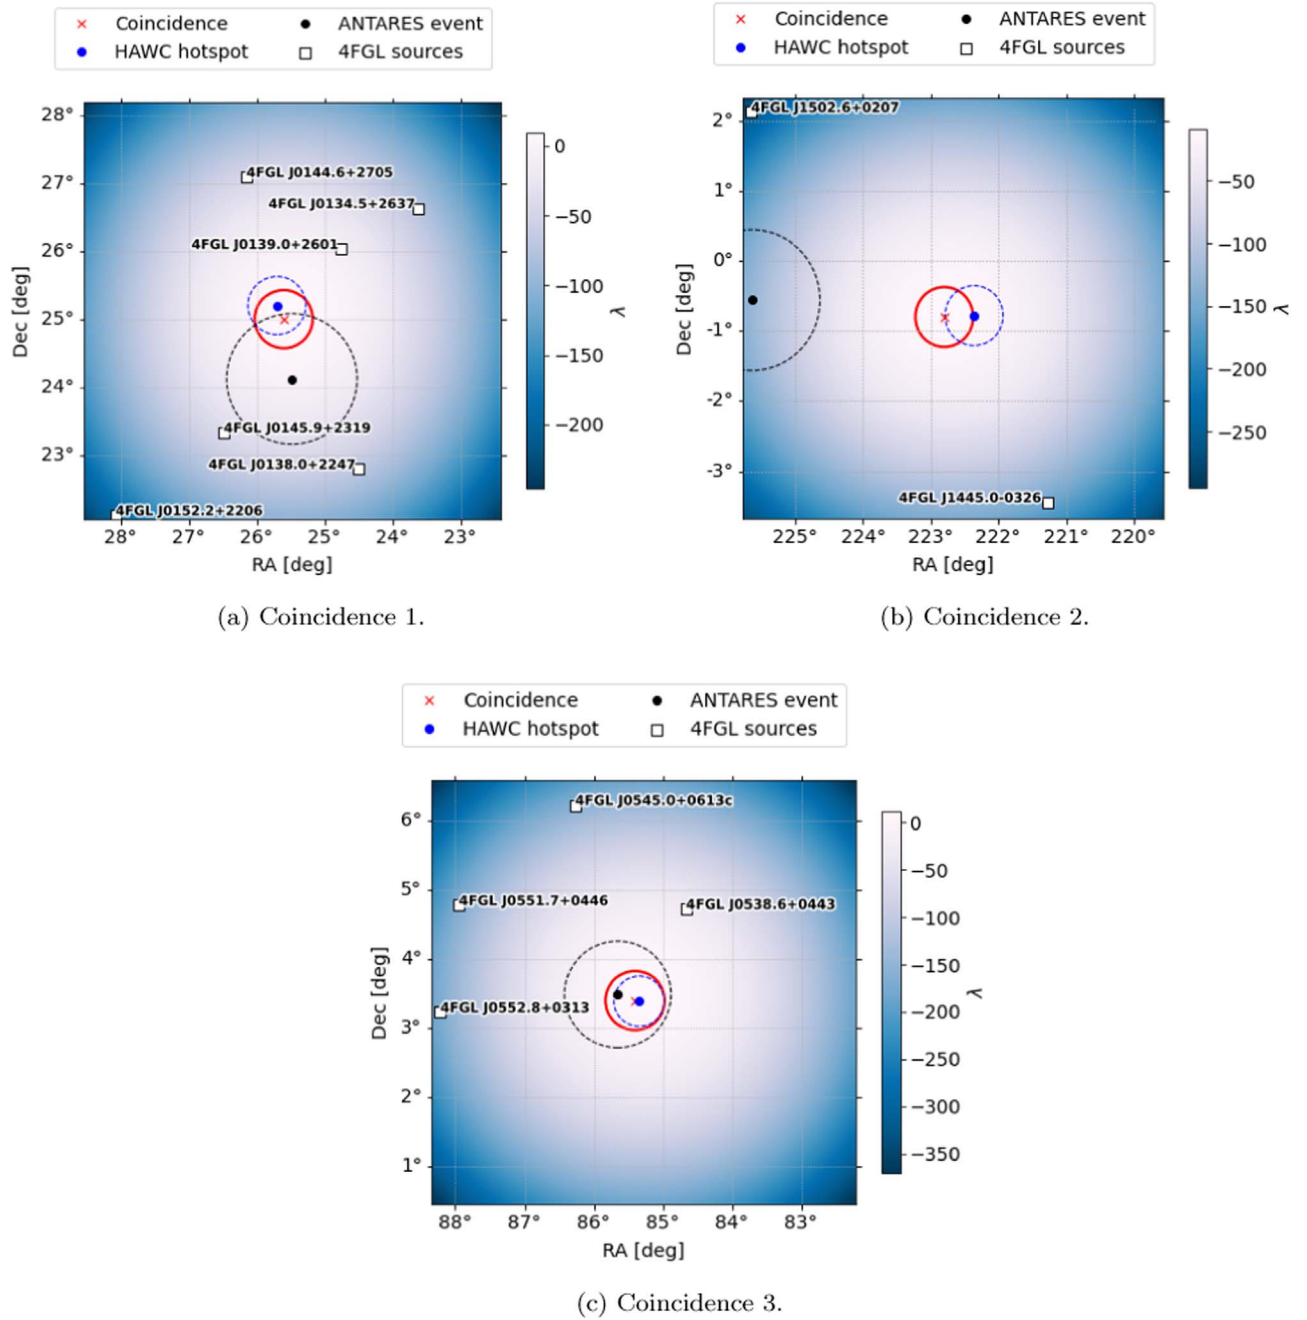 Coincidence ANTARES event
HAWC hotspot 4FGL sources
28°
27°
26°
25°
24°
23°
Dec [deg]
4FGL J0144.6+2705
4FGL J0134.5+2637
4FGL J0139.0+2601
4FGL J0145.9+2319
4FGL J0138.0+2247
4FGL J0152.2+2206
28° 27° 26° 25° 24° 23°
RA [deg]
0
−50
−100
−150
−200
λ
(a) Coincidence 1.
Coincidence ANTARES event
HAWC hotspot 4FGL sources
2°
1°
0°
-1°
-2°
-3°
Dec [deg]
4FGL J1502.6+0207
4FGL J1445.0-0326
225° 224° 223° 222° 221° 220°
RA [deg]
−50
−100
−150
−200
−250
λ
(b) Coincidence 2.
Coincidence ANTARES event
HAWC hotspot 4FGL sources
6°
5°
4°
3°
2°
1°
Dec [deg]
4FGL J0545.0+0613c
4FGL J0551.7+0446
4FGL J0538.6+0443
4FGL J0552.8+0313
88° 87° 86° 85° 84° 83°
RA [deg]
0
−50
−100
−150
−200
−250
−300
−350
λ
(c) Coincidence 3.